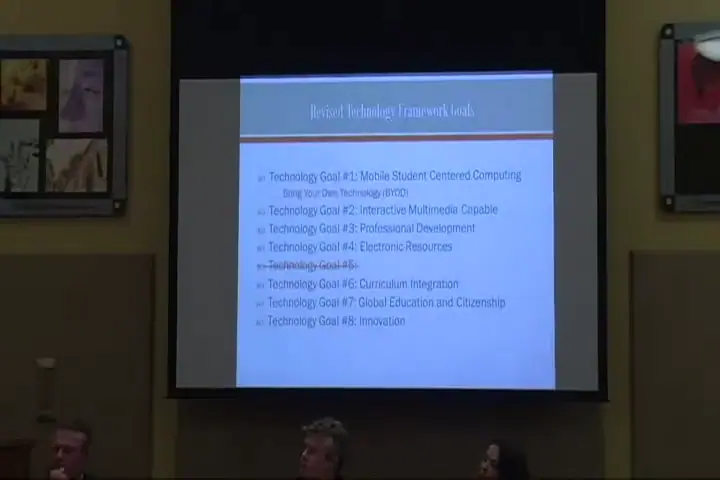 Revised Technology Framework Goals
Technology Goal #1: Mobile Student Centered Computing
Bring Your Own Technology (BYOD)
Technology Goal #2: Interactive Multimedia Capable
Technology Goal #3: Professional Development
Technology Goal #4: Electronic Resources
Technology Goal #5:
Technology Goal #6: Curriculum Integration
Technology Goal #7: Global Education and Citizenship
Technology Goal #8: Innovation